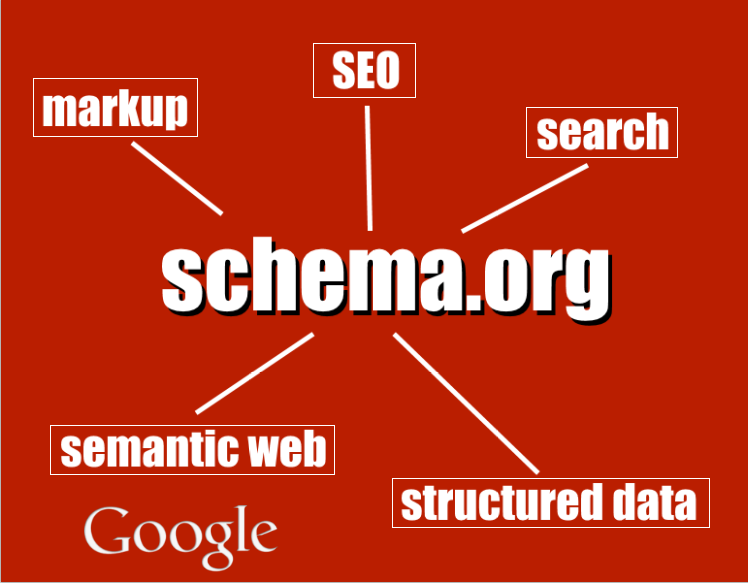 SEO
markup
search
schema.org
semantic web
structured data
Google